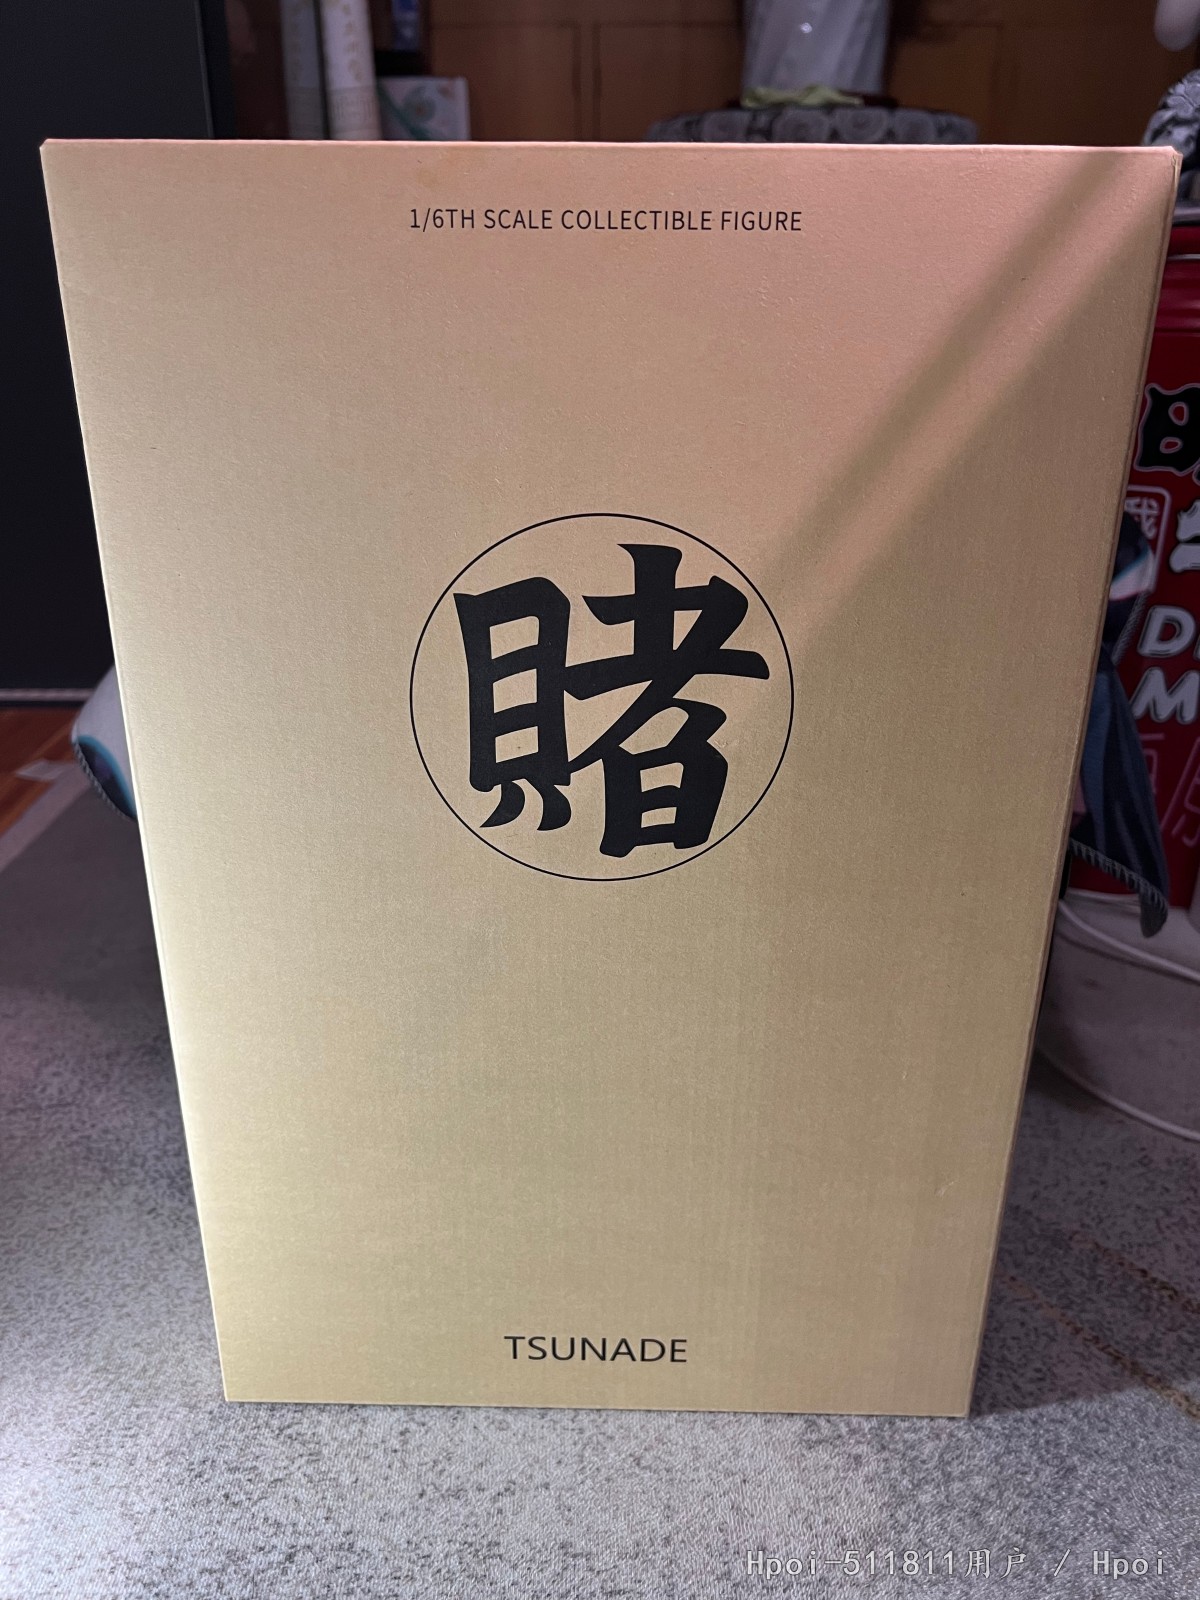 1/6TH SCALE COLLECTIBLE FIGURE
賭
TSUNADE
Hpoi-511811用户 / Hpoi